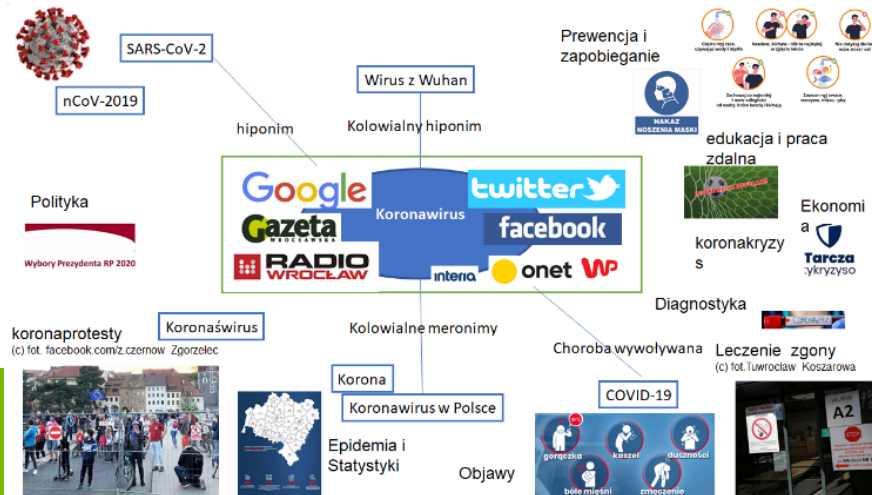 SARS-CoV-2
nCoV-2019
Wirus z Wuhan
Prewencja i
zapobieganie
NAKAZ
NOSZENIA MASKI
hiponim
Kolowialny hiponim
edukacja i praca
zdalna
Polityka
Wybory Prezydenta RP 2020
Google
twitter
Koronawirus
Gazeta
WROCŁAWSKA
facebook
RADIO
WROCŁAW
interia
onet
WP
Ekonomi
a
Tarcza
:ykryzyso
koronakryzy
s
Diagnostyka
koronaprotesty
(c) fot. facebook.com/z.czernow Zgorzelec
Koronaświrus
Kolowialne meronimy
Choroba wywoływana
Leczenie zgony
(c) fot.Tuwroclaw Koszarowa
Korona
Koronawirus w Polsce
COVID-19
Epidemia i
Statystyki
Objawy
gorączka
kaszel
duszności
bóle mięśni
zmęczenie
A2